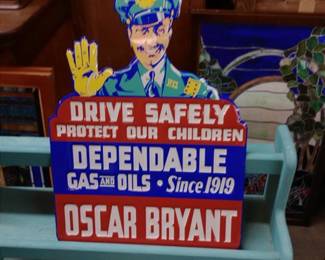 DRIVE SAFELY
PROTECT OUR CHILDREN
DEPENDABLE
GAS AND OILS • Since 1919
OSCAR BRYANT